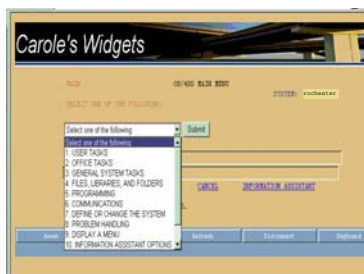 Carole's Widgets
MAIN OS/400 MAIN MENU
SYSTEM: rochester
SELECT ONE OF THE FOLLOWING:
Select one of the following Submit
Select one of the following
1. USER TASKS
2. OFFICE TASKS
3. GENERAL SYSTEM TASKS
4. FILES, LIBRARIES, AND FOLDERS
5. PROGRAMMING
6. COMMUNICATIONS
7. DEFINE OR CHANGE THE SYSTEM
8. PROBLEM HANDLING
9. DISPLAY A MENU
10. INFORMATION ASSISTANT OPTIONS
CANCEL INFORMATION ASSISTANT
Reset Refresh Disconnect Keyboard